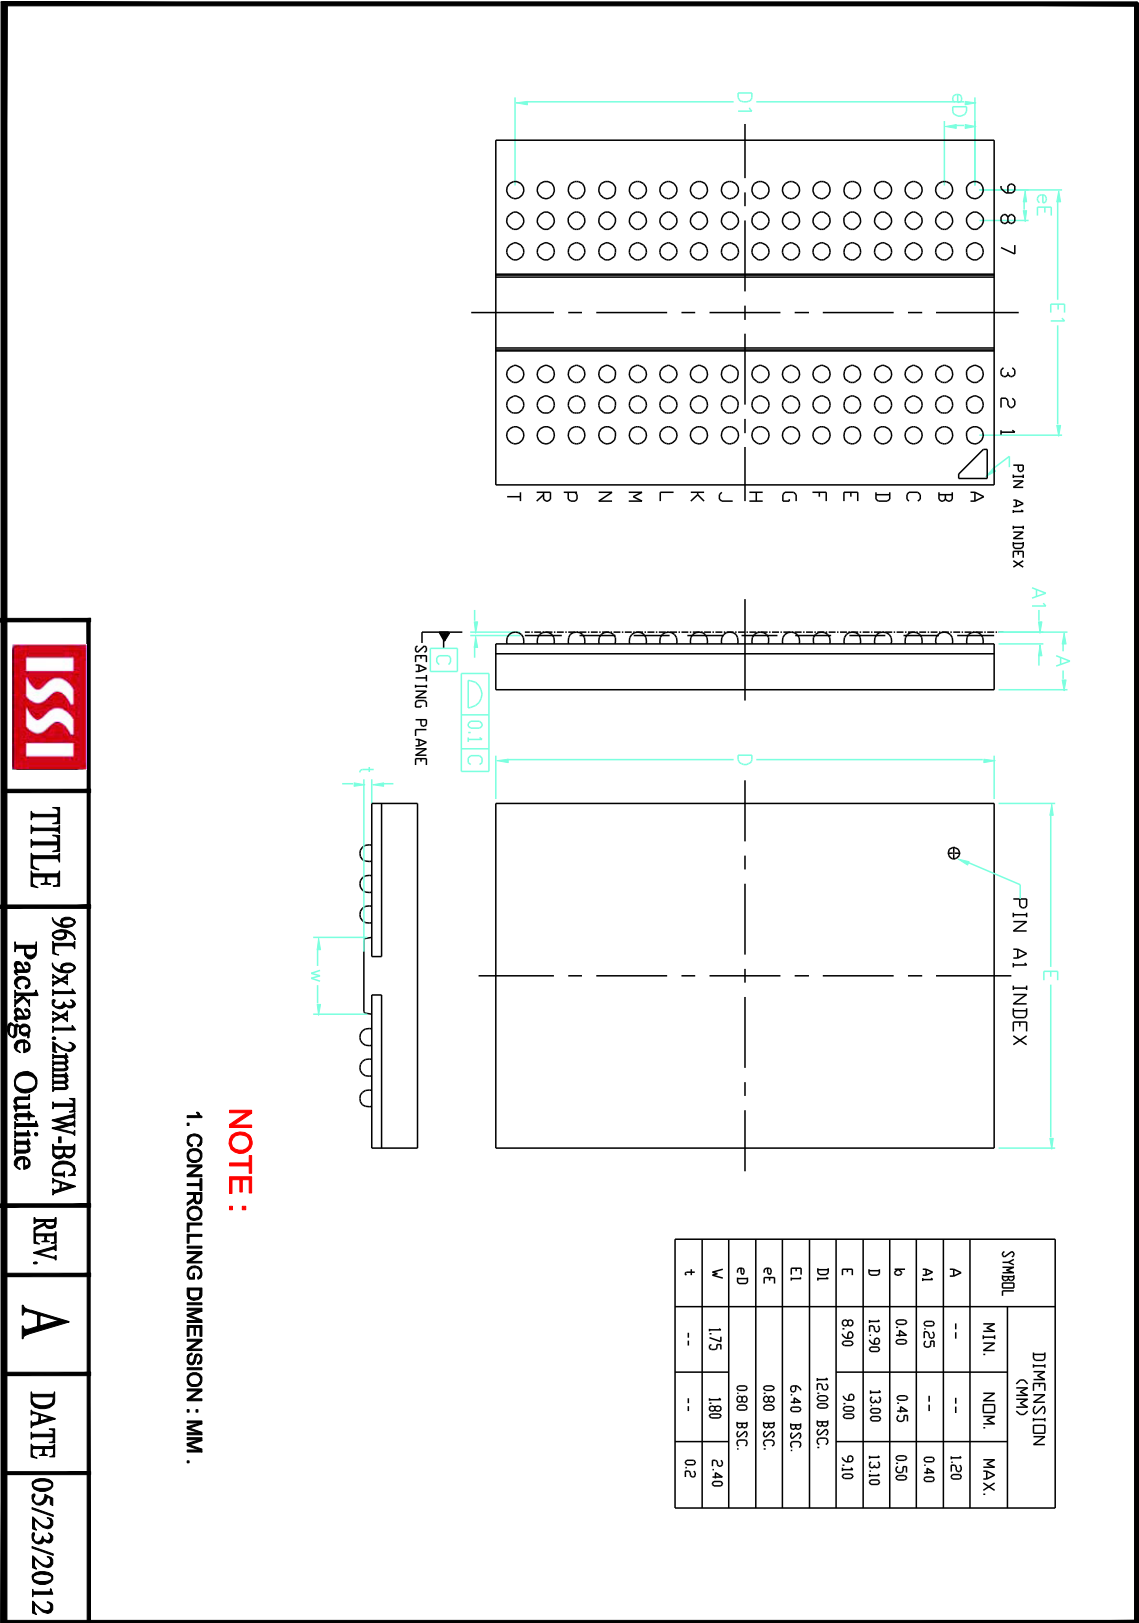 D1
eD
9 8 7 3 2 1
eE
E1
PIN A1 INDEX
A B C D E F G H J K L M N P R T
A1
A
C
SEATING PLANE
0.1 C
D
E
PIN A1 INDEX
t
w
SYMBOL DIMENSION (MM)
MIN. NOM. MAX.
A -- -- 1.20
A1 0.25 -- 0.40
b 0.40 0.45 0.50
D 12.90 13.00 13.10
E 8.90 9.00 9.10
D1 12.00 BSC.
E1 6.40 BSC.
eE 0.80 BSC.
eD 0.80 BSC.
W 1.75 1.80 2.40
t -- -- 0.2
NOTE :
1. CONTROLLING DIMENSION : MM .
ISSI
TITLE
96L 9x13x1.2mm TW-BGA
Package Outline
REV.
A
DATE
05/23/2012